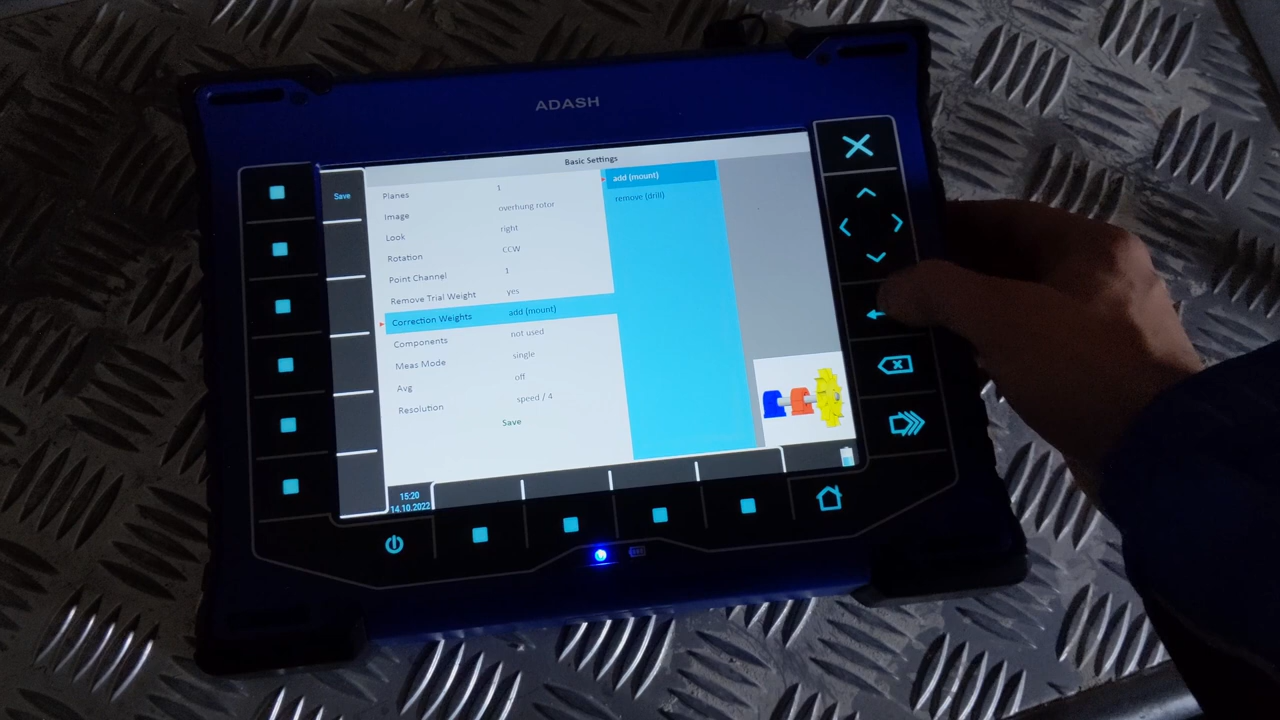 ADASH
Basic Settings
Save
Planes 1
Image overhung rotor
Look right
Rotation CCW
Point Channel 1
Remove Trial Weight yes
Correction Weights add (mount)
Components not used
Meas Mode single
Avg off
Resolution speed / 4
Save
add (mount)
remove (drill)
15:20
14.10.2022